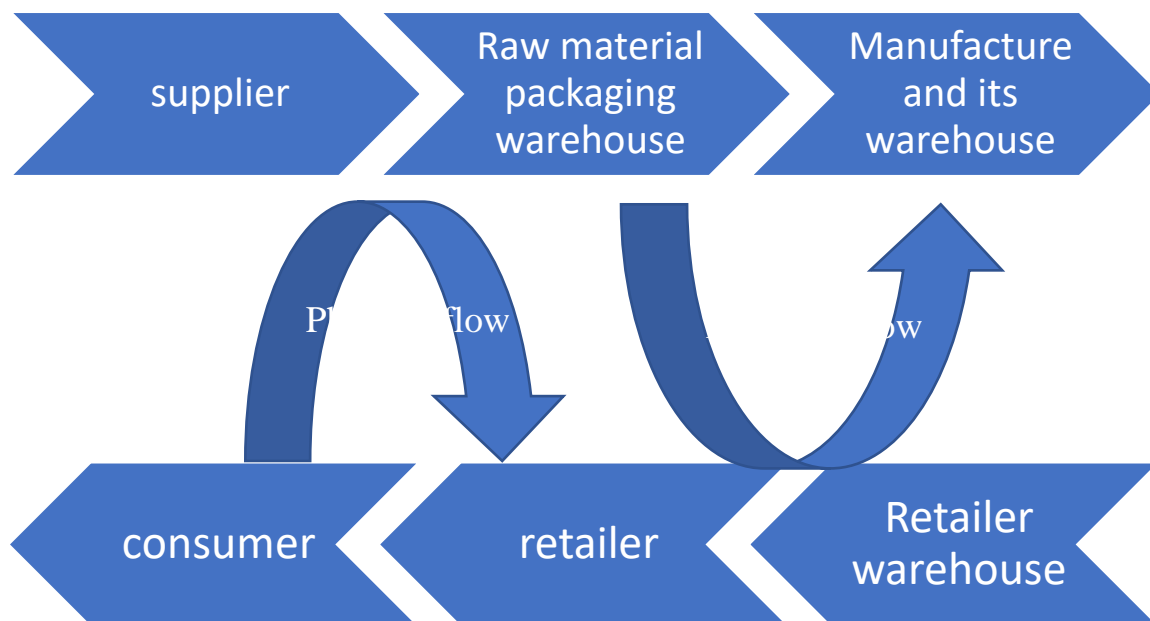 supplier
Raw material
packaging
warehouse
Manufacture
and its
warehouse
flow
consumer
retailer
Retailer
warehouse